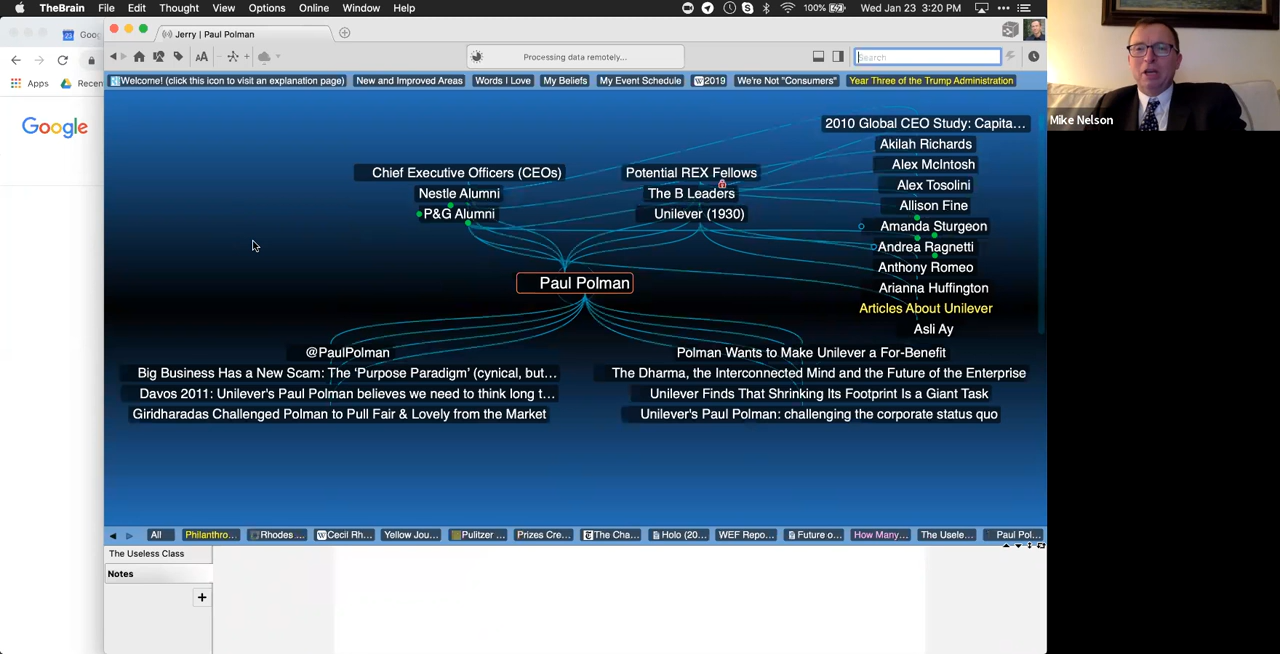 TheBrain File Edit Thought View Options Online Window Help 100% Wed Jan 23 3:20 PM
Goog
Jerry | Paul Polman
Processing data remotely...
Search
AA
Apps
Recen
Welcome! (click this icon to visit an explanation page) New and Improved Areas Words I Love My Beliefs My Event Schedule 2019 We're Not "Consumers" Year Three of the Trump Administration
Google
Mike Nelson
2010 Global CEO Study: Capita...
Akilah Richards
Alex McIntosh
Alex Tosolini
Allison Fine
Amanda Sturgeon
Andrea Ragnetti
Anthony Romeo
Arianna Huffington
Articles About Unilever
Asli Ay
Chief Executive Officers (CEOs)
Nestle Alumni
P&G Alumni
Potential REX Fellows
The B Leaders
Unilever (1930)
Paul Polman
@PaulPolman
Big Business Has a New Scam: The 'Purpose Paradigm' (cynical, but...
Davos 2011: Unilever's Paul Polman believes we need to think long t...
Giridharadas Challenged Polman to Pull Fair & Lovely from the Market
Polman Wants to Make Unilever a For-Benefit
The Dharma, the Interconnected Mind and the Future of the Enterprise
Unilever Finds That Shrinking Its Footprint Is a Giant Task
Unilever's Paul Polman: challenging the corporate status quo
All Philanthro... Rhodes ... Cecil Rh... Yellow Jou... Pulitzer ... Prizes Cre... The Cha... Holo (20... WEF Repo... Future o... How Many... The Usele... Paul Pol...
The Useless Class
Notes